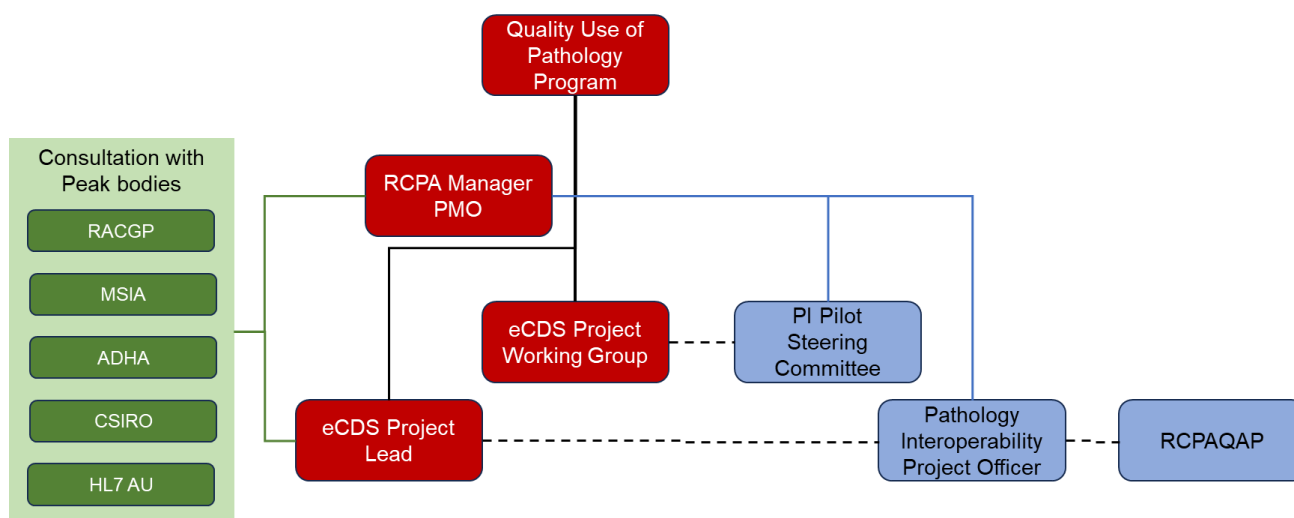 Quality Use of
Pathology
Program
Consultation with
Peak bodies
RACGP
MSIA
ADHA
CSIRO
HL7 AU
RCPA Manager
PMO
eCDS Project
Working Group
PI Pilot
Steering
Committee
eCDS Project
Lead
Pathology
Interoperability
Project Officer
RCPAQAP